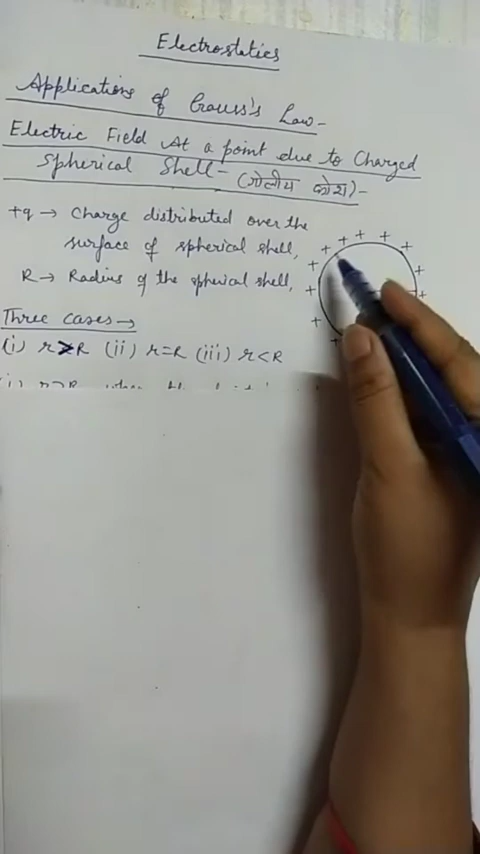 Electrostatics
Applications of Gauss's Law -
Electric Field At a point due to Charged
Spherical Shell - (गोलीय कोश) -
+q → Charge distributed over the
surface of spherical shell,
R → Radius of the spherical shell,
Three cases →
(i) r > R (ii) r = R (iii) r < R
+ + + + + + + + + + + +